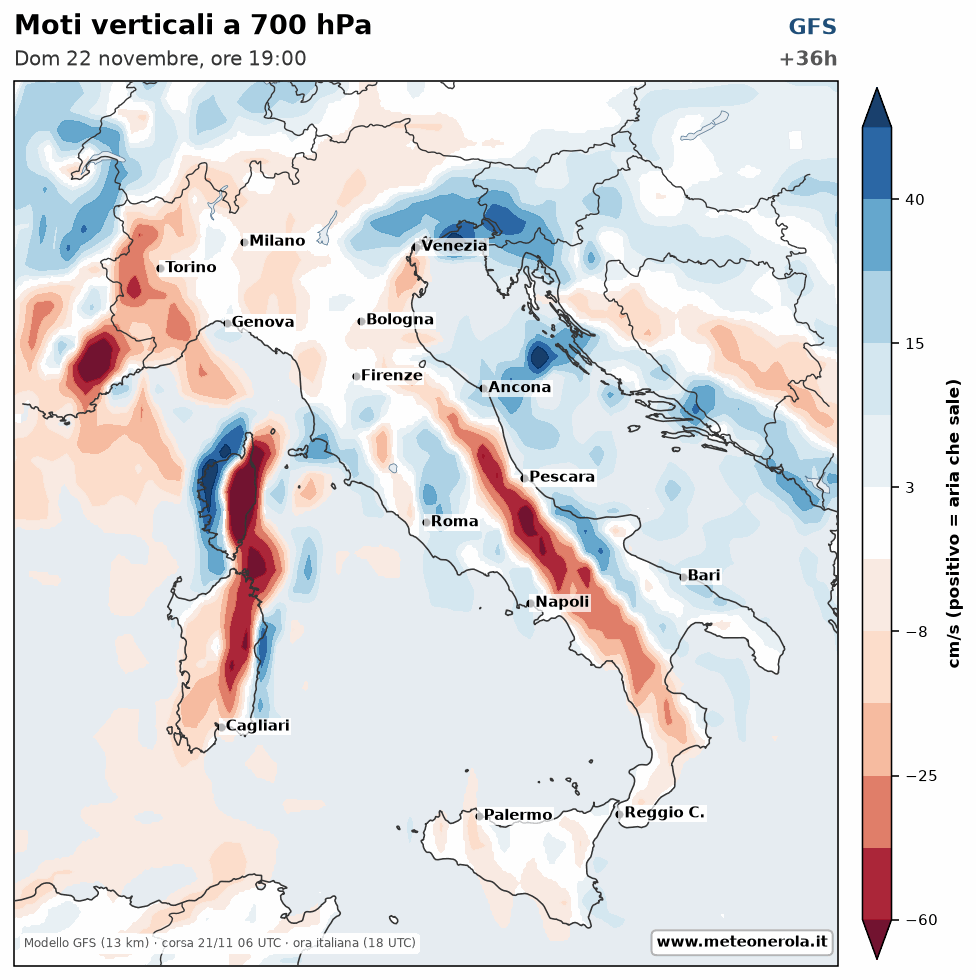 Moti verticali a 700 hPa
GFS
Dom 22 novembre, ore 19:00
+36h
Milano
Venezia
Torino
Genova
Bologna
Firenze
Ancona
Pescara
Roma
Bari
Napoli
Cagliari
Palermo
Reggio C.
40
15
3
−8
−25
−60
cm/s (positivo = aria che sale)
Modello GFS (13 km) · corsa 21/11 06 UTC · ora italiana (18 UTC)
www.meteonerola.it